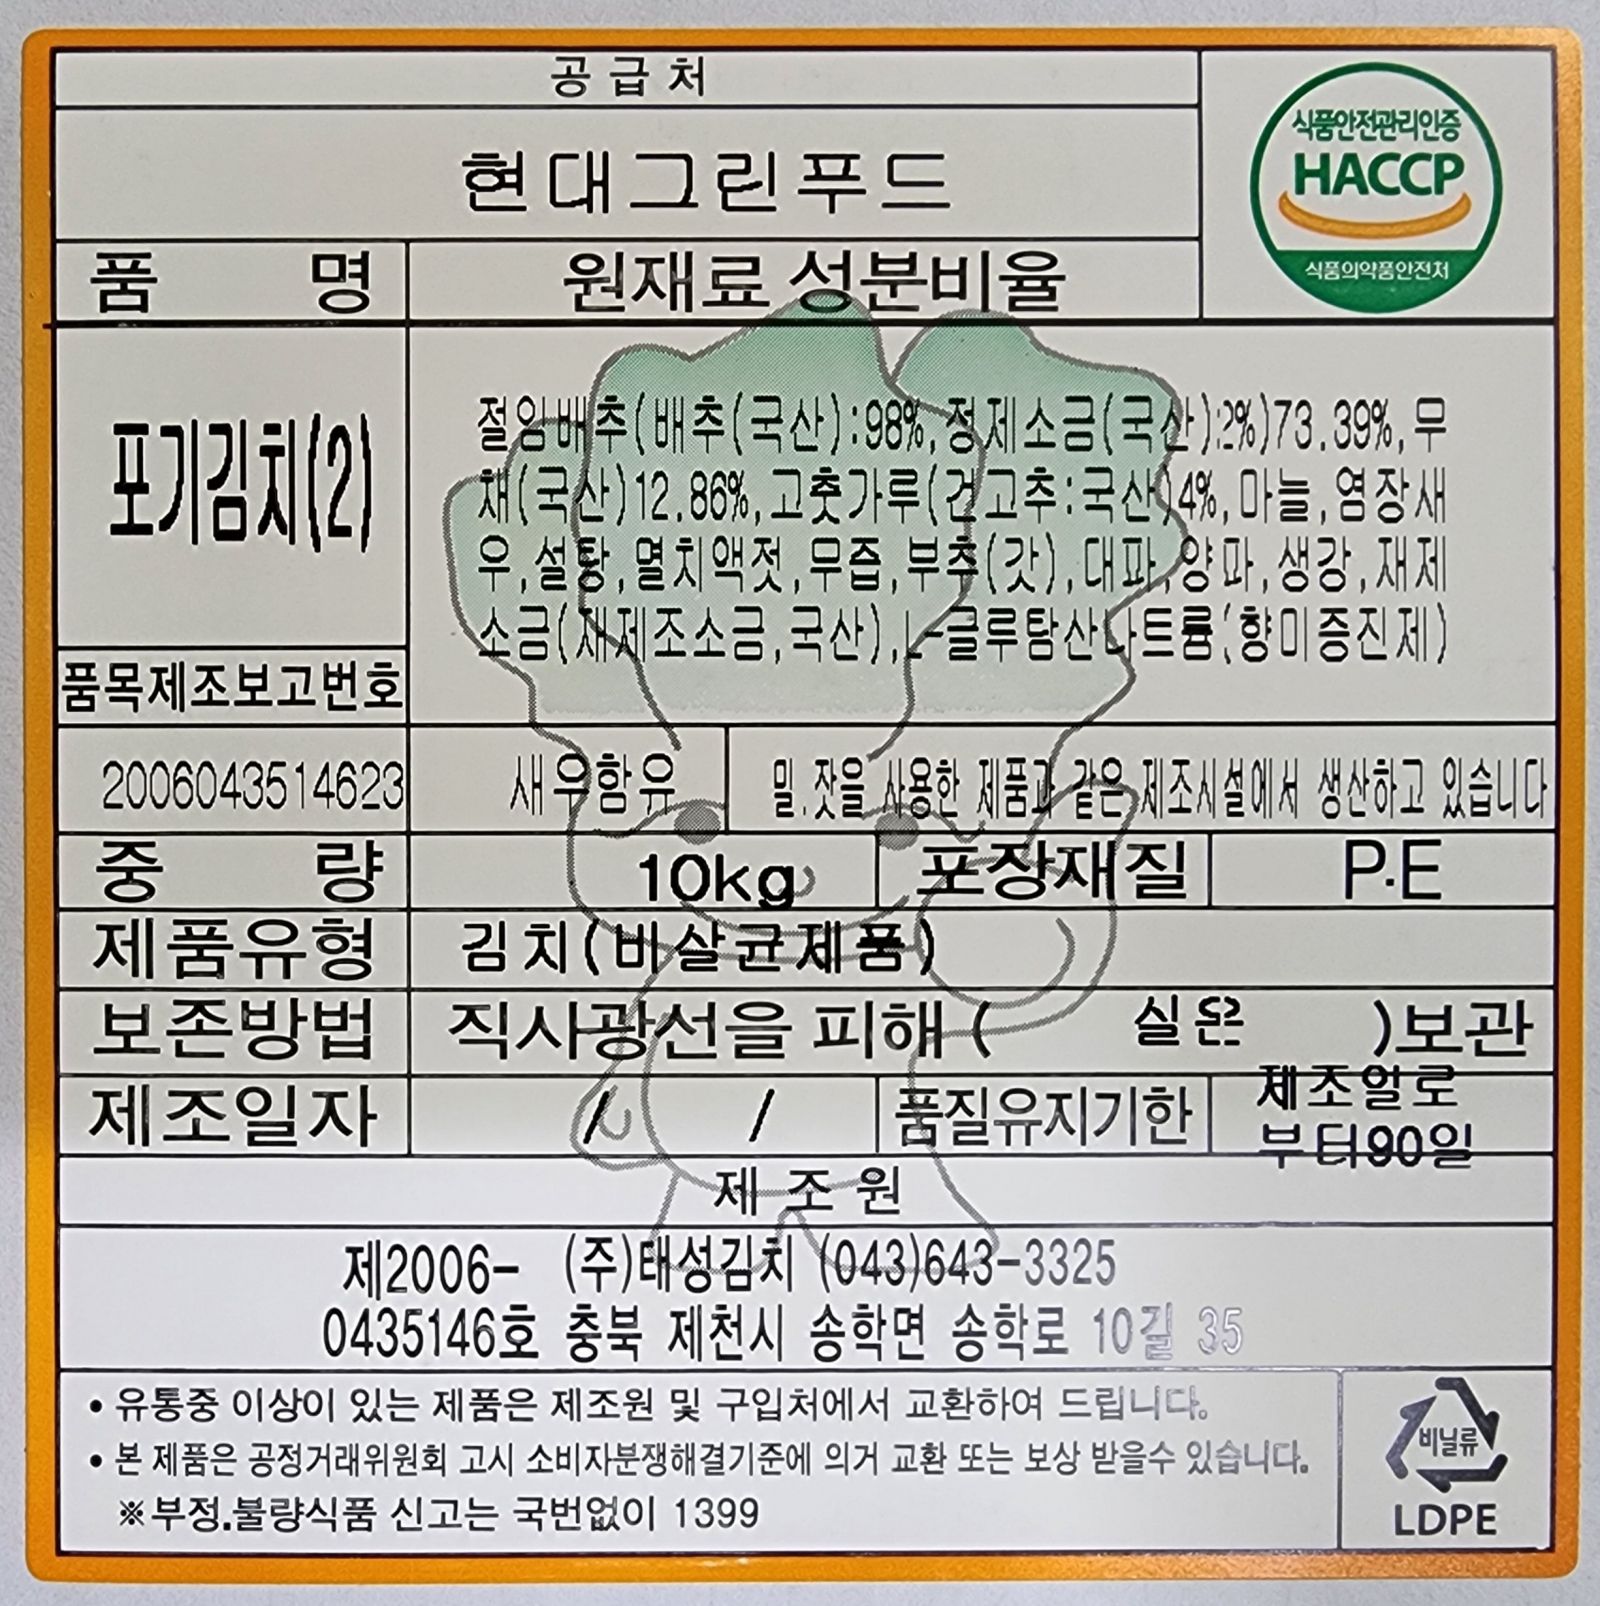 공급처
현대그린푸드
식품안전관리인증
HACCP
식품의약품안전처
품 명
원재료 성분비율
포기김치(2)
절임배추(배추(국산):98%,정제소금(국산):2%)73.39%,무
채(국산)12.86%,고춧가루(건고추:국산)4%,마늘,염장새
우,설탕,멸치액젓,무즙,부추(갓),대파,양파,생강,재제
소금(재제조소금,국산),L-글루탐산나트륨(향미증진제)
품목제조보고번호
2006043514623
새우함유
밀.잣을 사용한 제품과 같은 제조시설에서 생산하고 있습니다
중 량
10kg
포장재질
P.E
제품유형
김치(비살균제품)
보존방법
직사광선을 피해 ( 실온 )보관
제조일자
/ /
품질유지기한
제조일로
부터90일
제 조 원
제2006- (주)태성김치 (043)643-3325
0435146호 충북 제천시 송학면 송학로 10길 35
• 유통중 이상이 있는 제품은 제조원 및 구입처에서 교환하여 드립니다.
• 본 제품은 공정거래위원회 고시 소비자분쟁해결기준에 의거 교환 또는 보상 받을수 있습니다.
※부정.불량식품 신고는 국번없이 1399
비닐류
LDPE